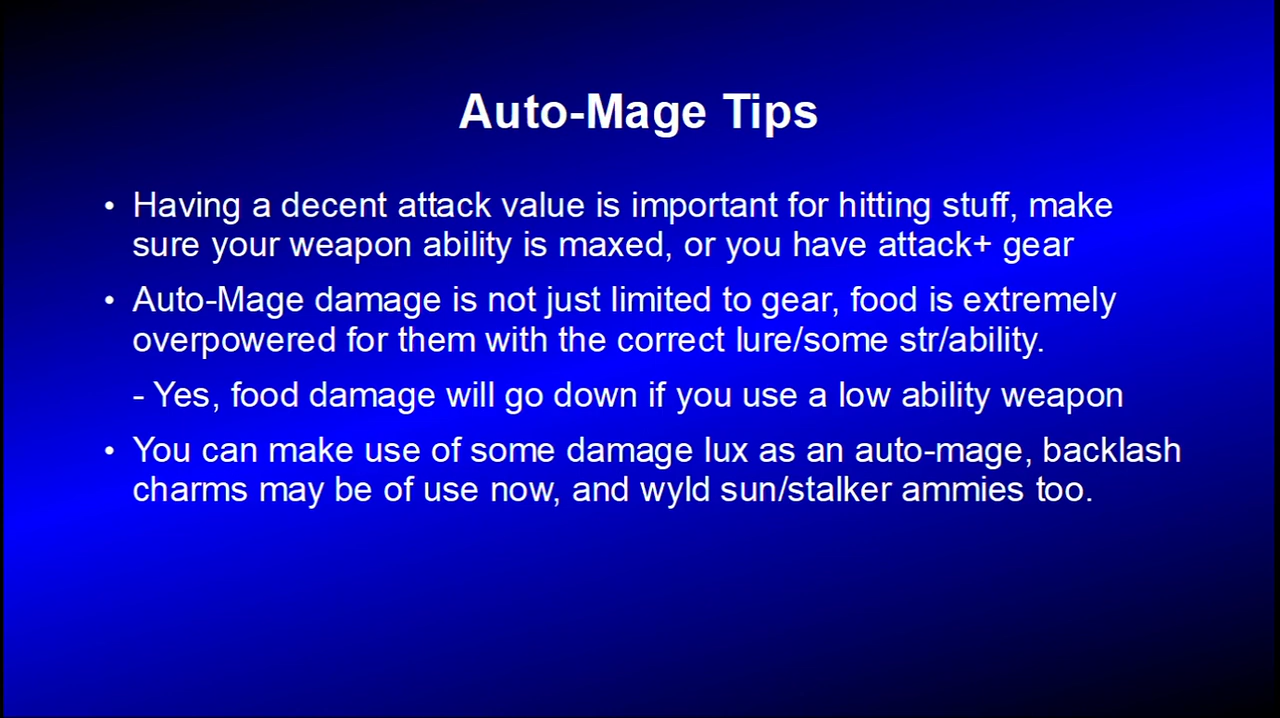 Auto-Mage Tips
• Having a decent attack value is important for hitting stuff, make
sure your weapon ability is maxed, or you have attack+ gear
• Auto-Mage damage is not just limited to gear, food is extremely
overpowered for them with the correct lure/some str/ability.
- Yes, food damage will go down if you use a low ability weapon
• You can make use of some damage lux as an auto-mage, backlash
charms may be of use now, and wyld sun/stalker ammies too.